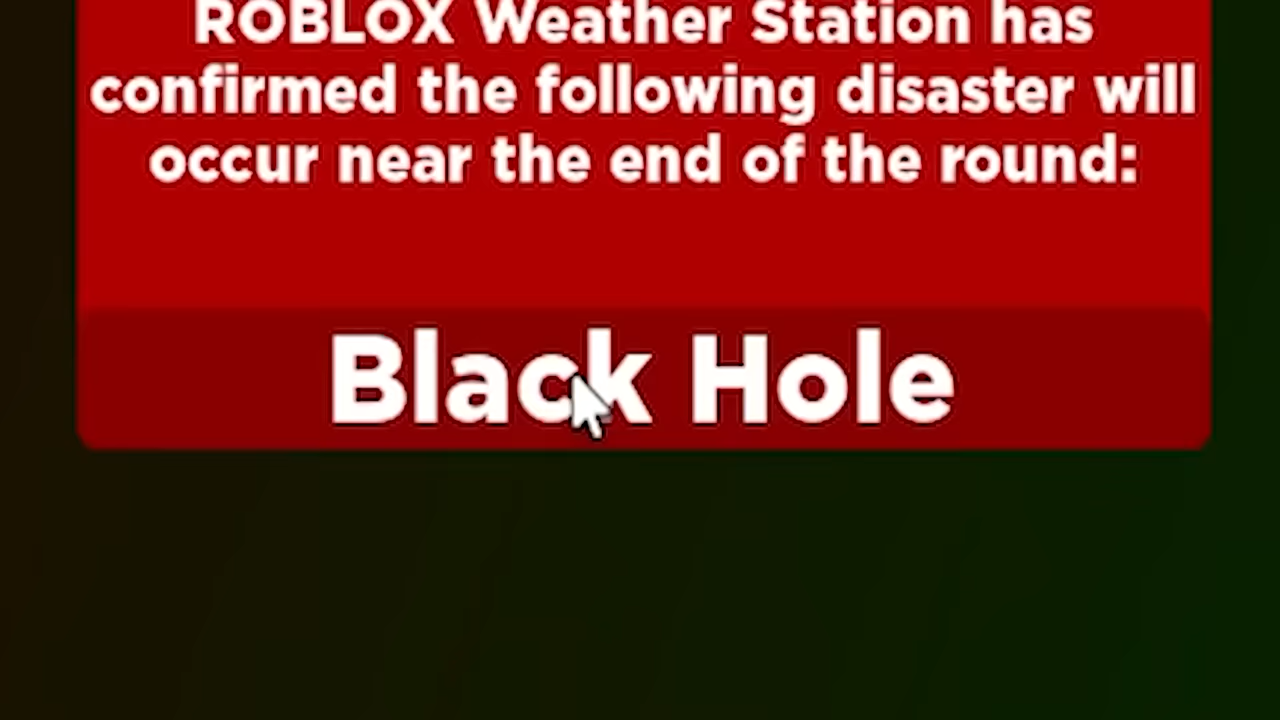 ROBLOX Weather Station has
confirmed the following disaster will
occur near the end of the round:
Black Hole